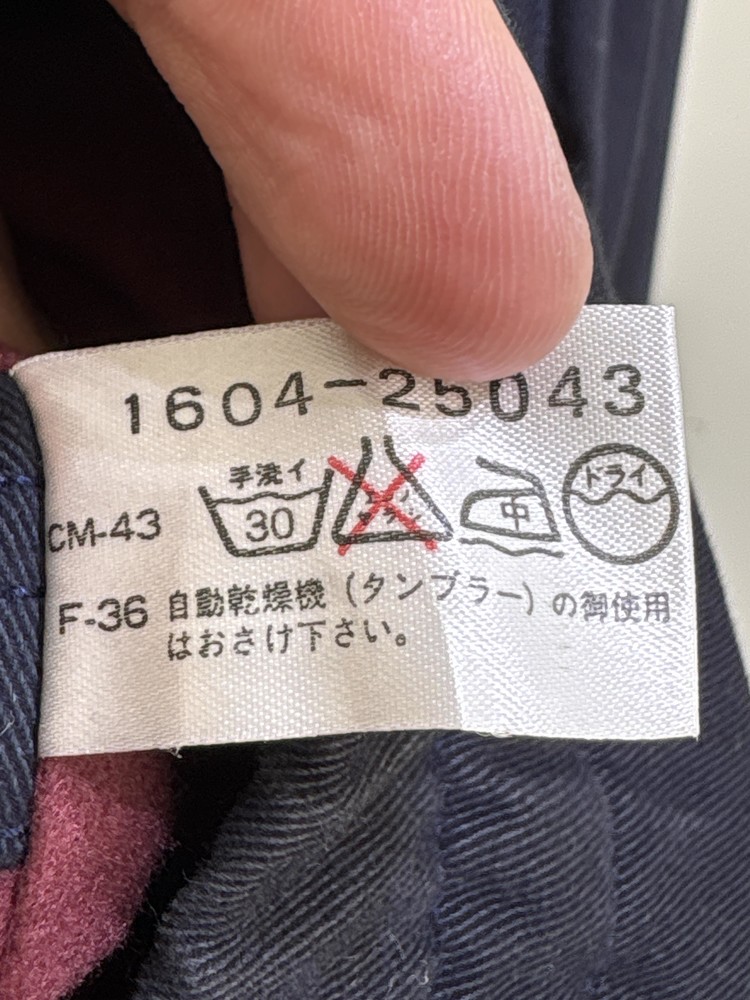 1604-25043
手洗イ
30
中
ドライ
CM-43
F-36 自動乾燥機（タンブラー）の御使用
はおさけ下さい。